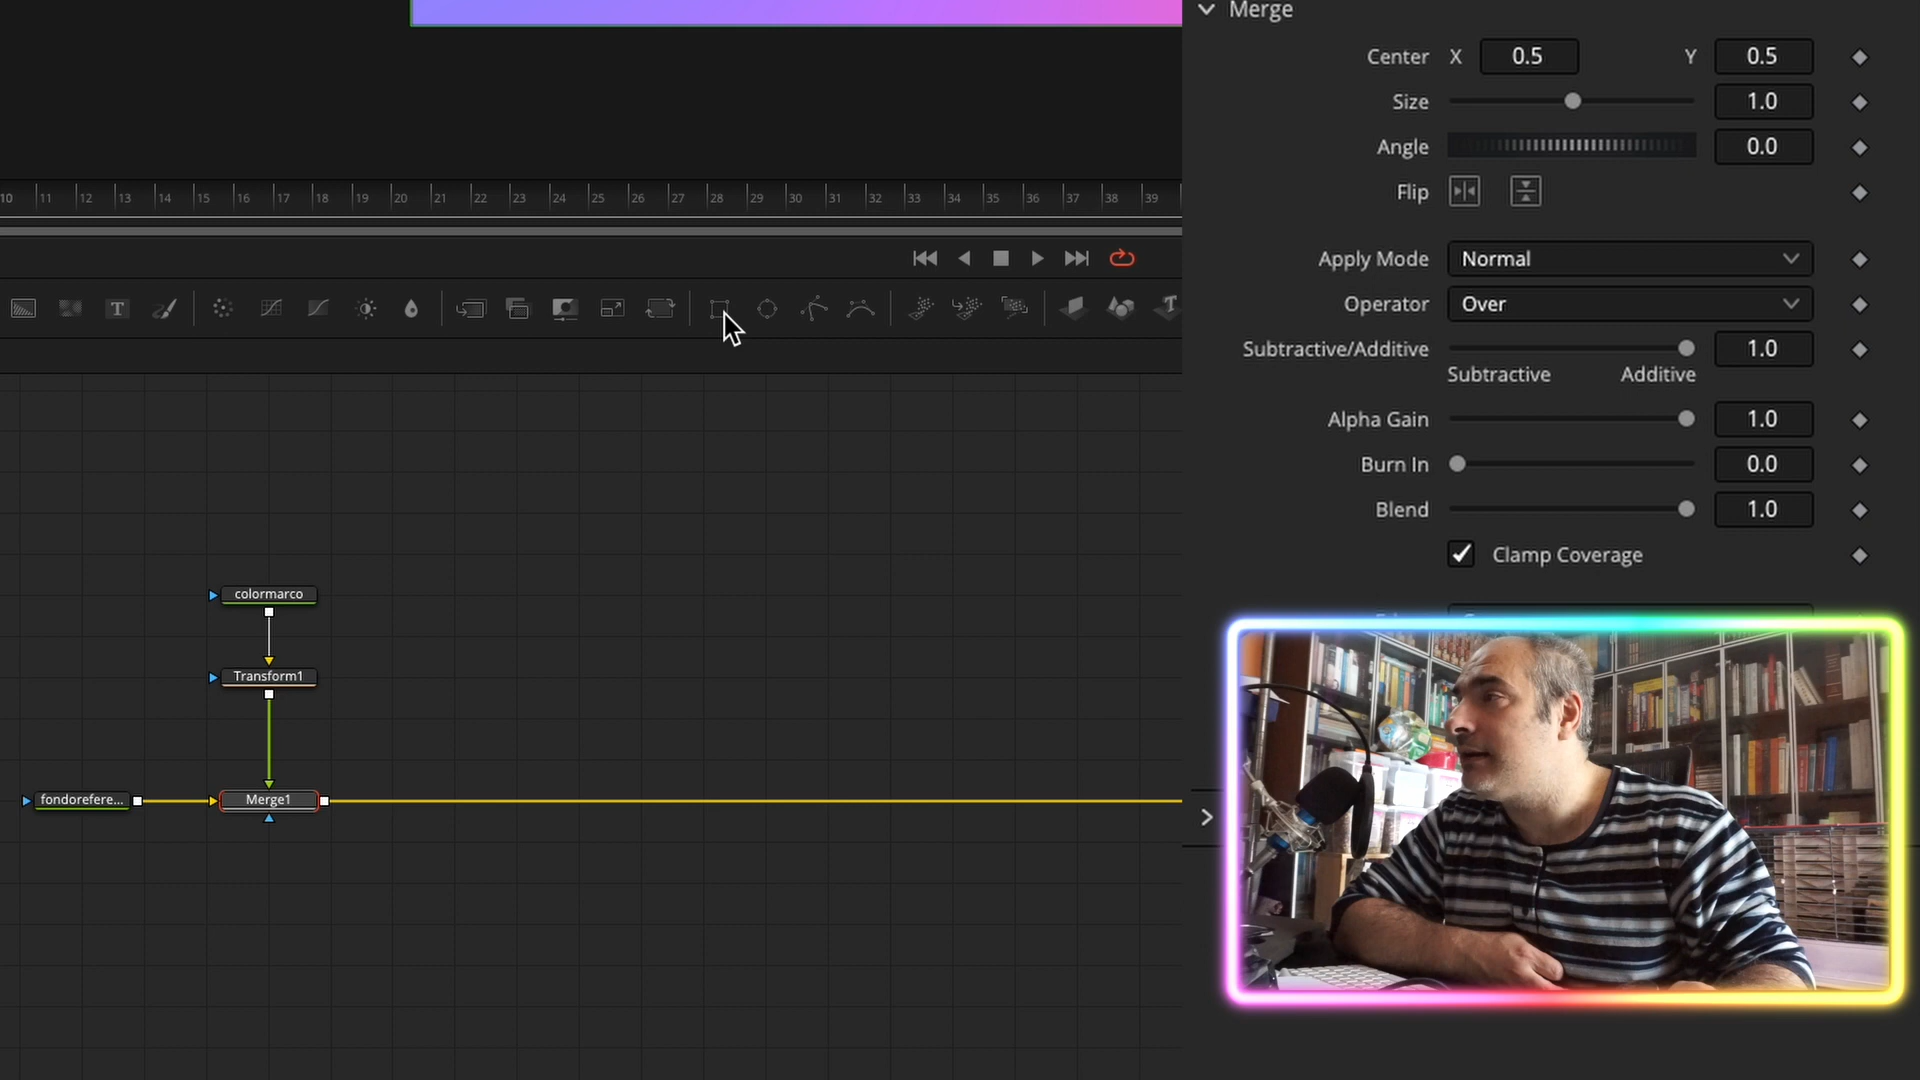 Merge
Center X 0.5 Y 0.5
Size 1.0
Angle 0.0
Flip
10 11 12 13 14 15 16 17 18 19 20 21 22 23 24 25 26 27 28 29 30 31 32 33 34 35 36 37 38 39
Apply Mode Normal
Operator Over
T
Subtractive/Additive 1.0
Subtractive Additive
Alpha Gain 1.0
Burn In 0.0
Blend 1.0
Clamp Coverage
colormarco
Transform1
fondorefere... Merge1